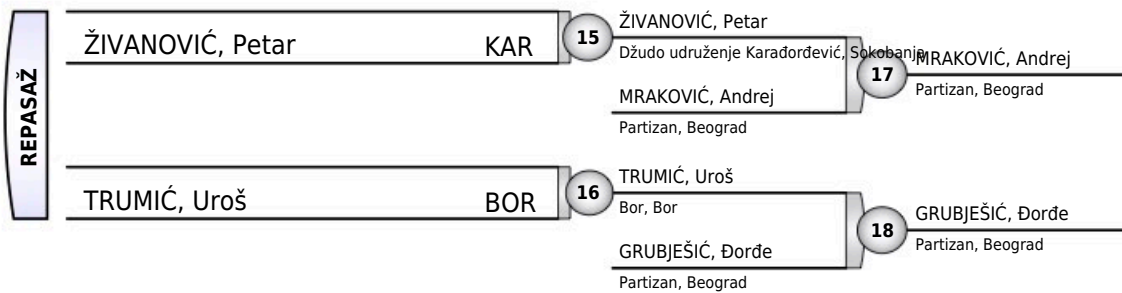 REPASAŽ
ŽIVANOVIĆ, Petar KAR
15
ŽIVANOVIĆ, Petar
Džudo udruženje Karađorđević, Sokobanja
MRAKOVIĆ, Andrej
Partizan, Beograd
17
MRAKOVIĆ, Andrej
Partizan, Beograd
TRUMIĆ, Uroš BOR
16
TRUMIĆ, Uroš
Bor, Bor
GRUBJEŠIĆ, Đorđe
Partizan, Beograd
18
GRUBJEŠIĆ, Đorđe
Partizan, Beograd